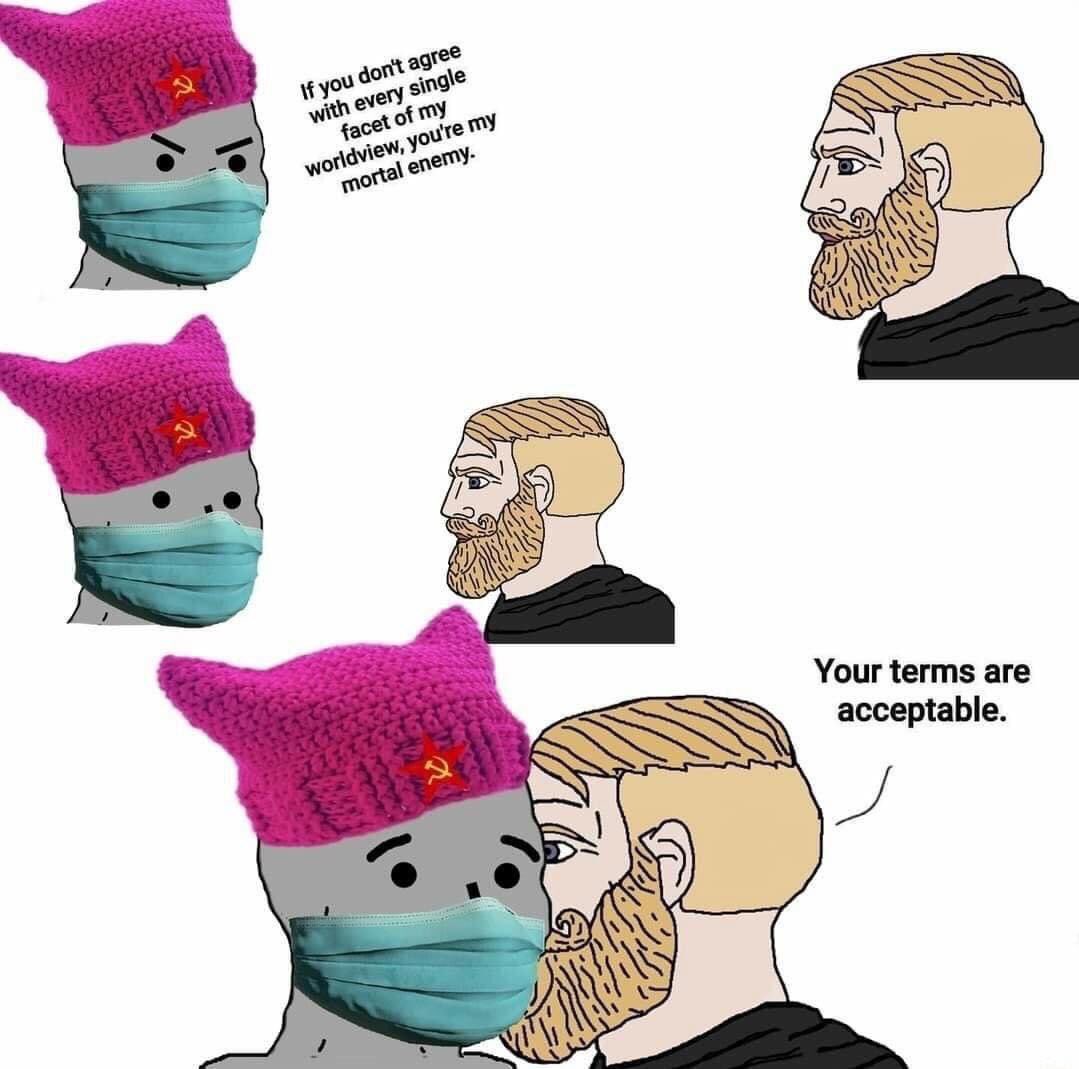 If you don't agree
with every single
facet of my
worldview, you're my
mortal enemy.
Your terms are
acceptable.